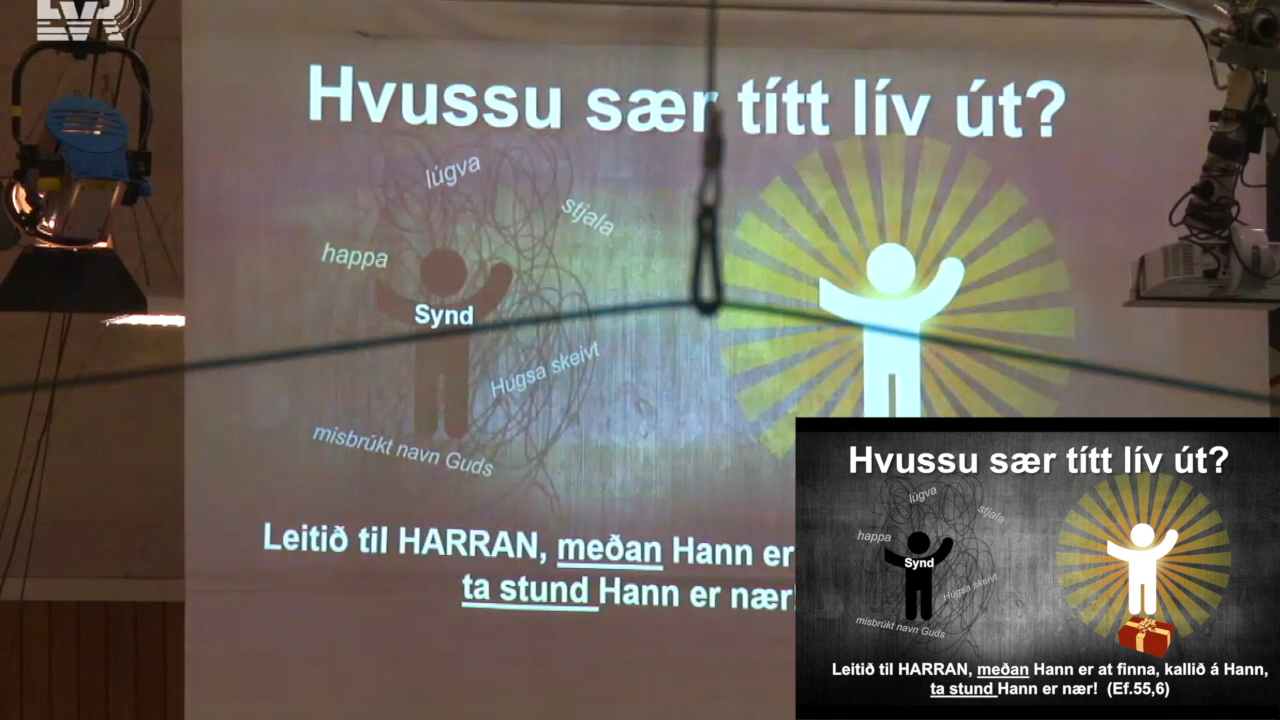 LVR
Hvussu sær títt lív út?
lúgva
stjala
happa
Synd
Hugsa skeivt
misbrúkt navn Guds
Leitið til HARRAN, meðan Hann er
ta stund Hann er nær!
Hvussu sær títt lív út?
lúgva
stjala
happa
Synd
Hugsa skeivt
misbrúkt navn Guds
Leitið til HARRAN, meðan Hann er at finna, kallið á Hann,
ta stund Hann er nær! (Ef.55,6)